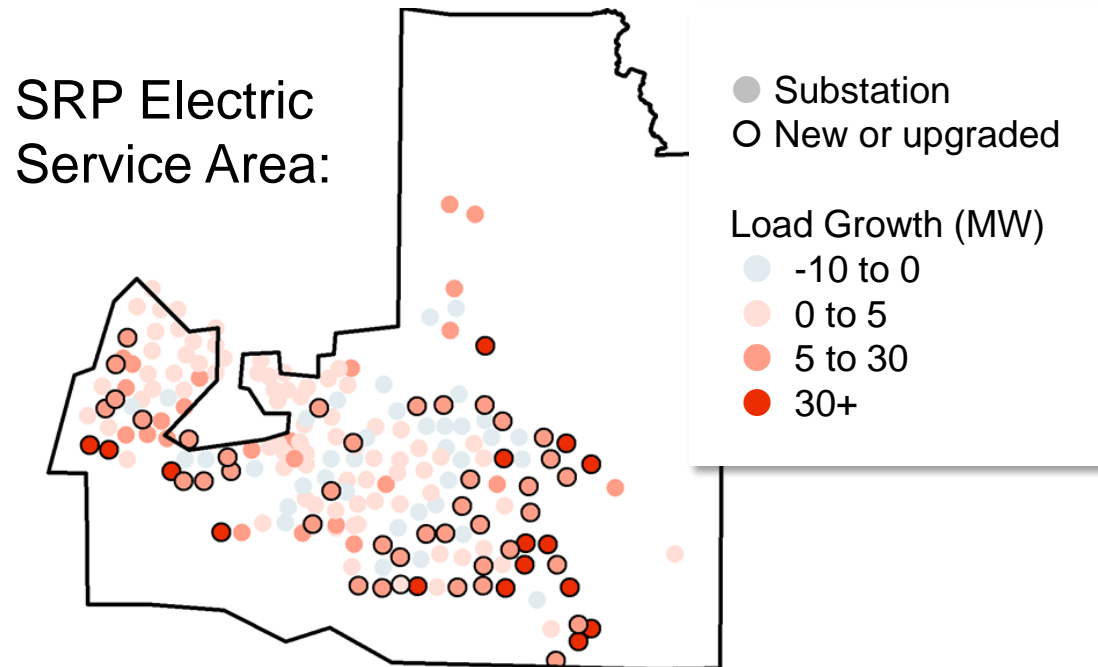 SRP Electric
Service Area:
Substation
New or upgraded
Load Growth (MW)
-10 to 0
0 to 5
5 to 30
30+